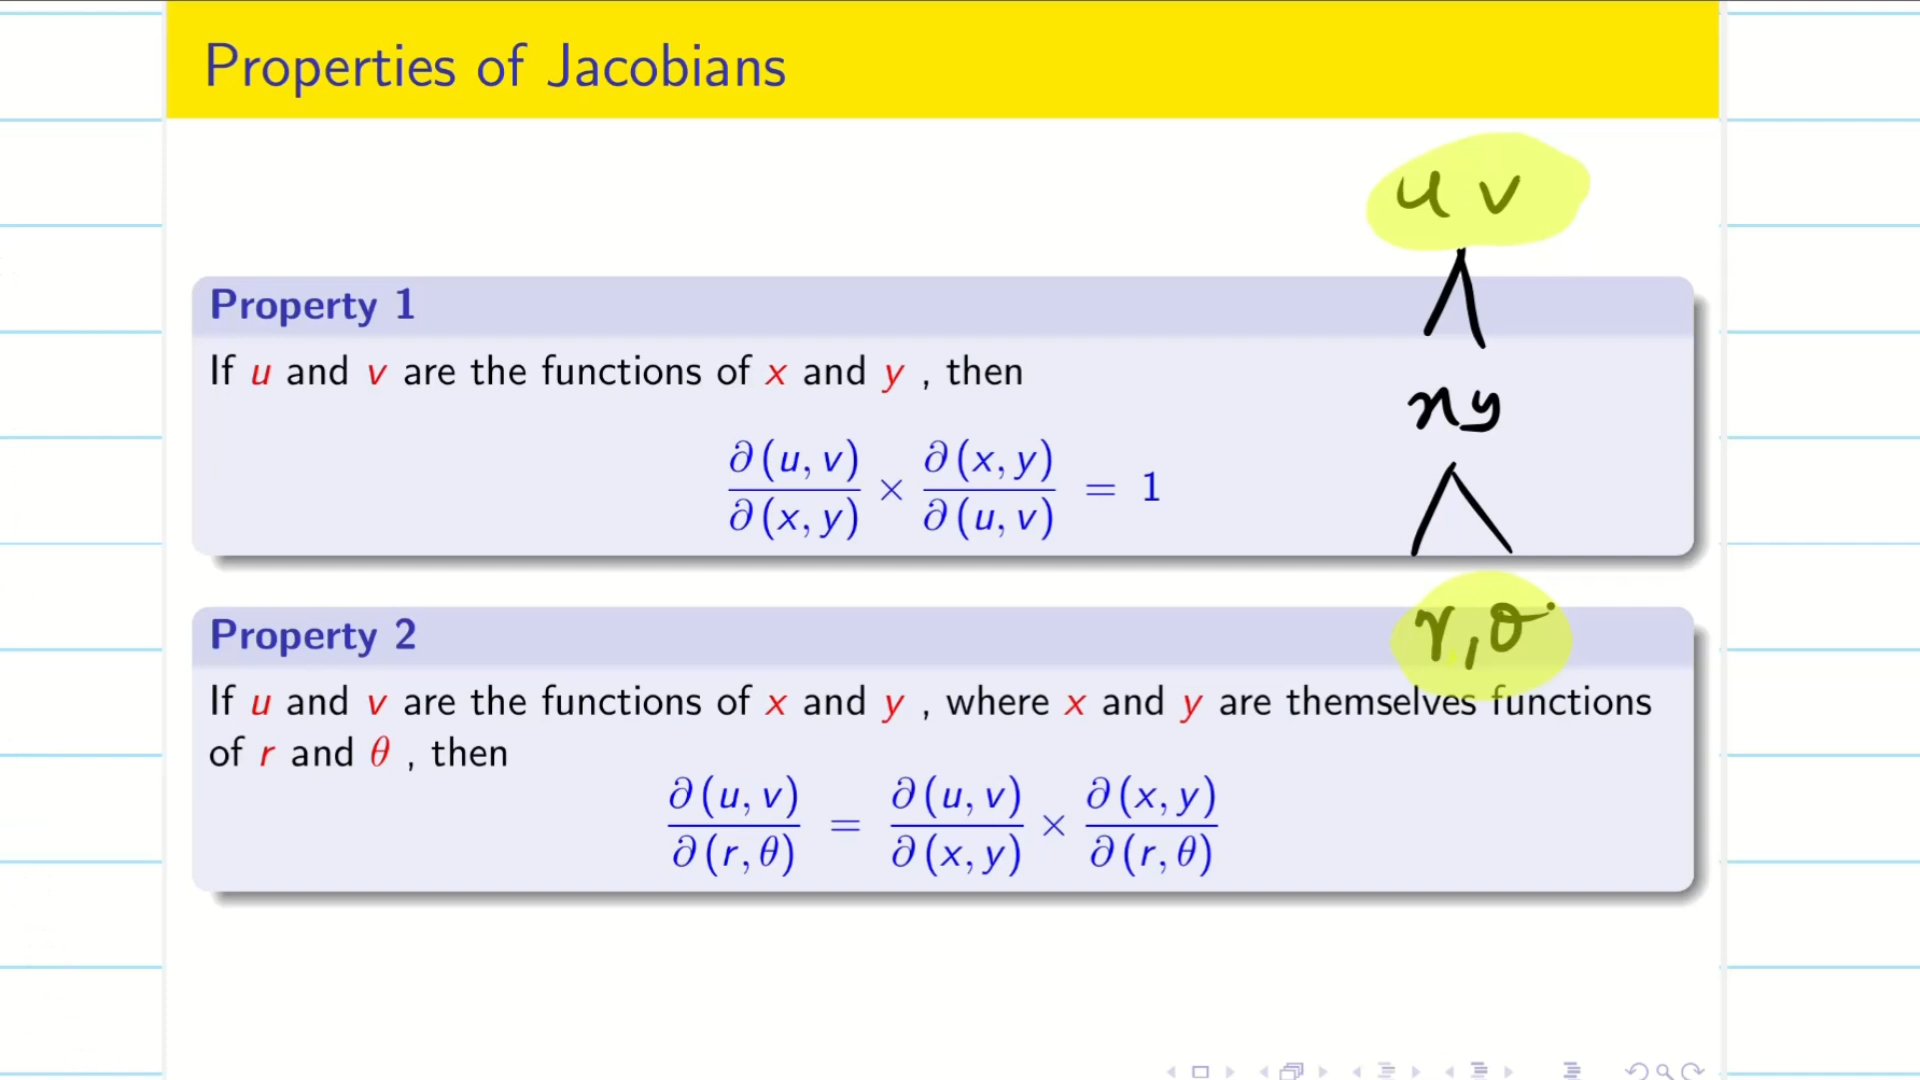 Properties of Jacobians
u v
Property 1
If u and v are the functions of x and y , then
x y
∂(u, v)/∂(x, y) × ∂(x, y)/∂(u, v) = 1
r, θ
Property 2
If u and v are the functions of x and y , where x and y are themselves functions
of r and θ , then
∂(u, v)/∂(r, θ) = ∂(u, v)/∂(x, y) × ∂(x, y)/∂(r, θ)